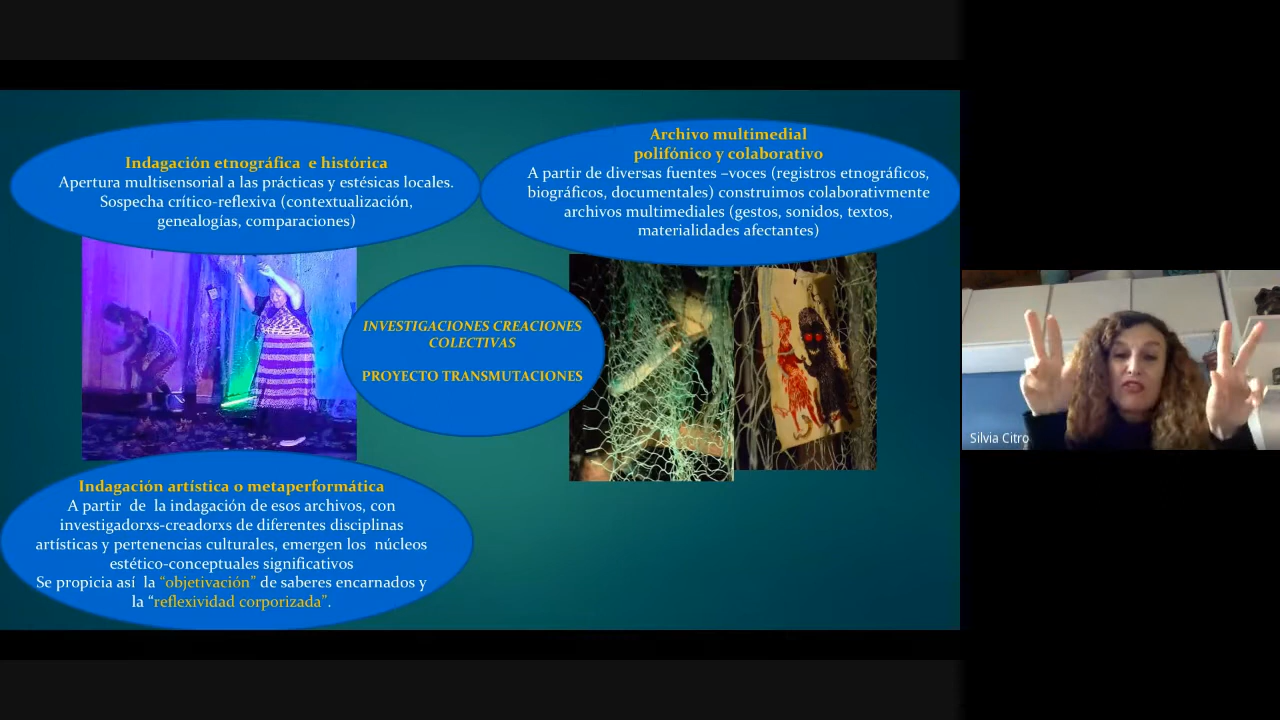 Indagación etnográfica  e histórica
Apertura multisensorial a las prácticas y estésicas locales.
Sospecha crítico-reflexiva (contextualización,
genealogías, comparaciones)
Archivo multimedial
polifónico y colaborativo
A partir de diversas fuentes –voces (registros etnográficos,
biográficos, documentales) construimos colaborativmente
archivos multimediales (gestos, sonidos, textos,
materialidades afectantes)
INVESTIGACIONES CREACIONES
COLECTIVAS
PROYECTO TRANSMUTACIONES
Indagación artística o metaperformática
A partir  de  la indagación de esos archivos, con
investigadorxs-creadorxs de diferentes disciplinas
artísticas y pertenencias culturales, emergen los  núcleos
estético-conceptuales significativos
Se propicia así  la “objetivación” de saberes encarnados y
la “reflexividad corporizada”.
Silvia Citro